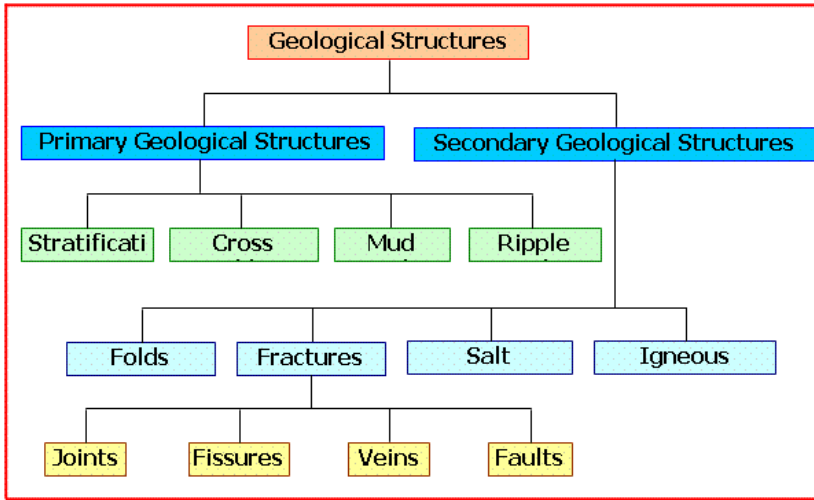 Geological Structures
Primary Geological Structures
Secondary Geological Structures
Stratificati
Cross
Mud
Ripple
Folds
Fractures
Salt
Igneous
Joints
Fissures
Veins
Faults